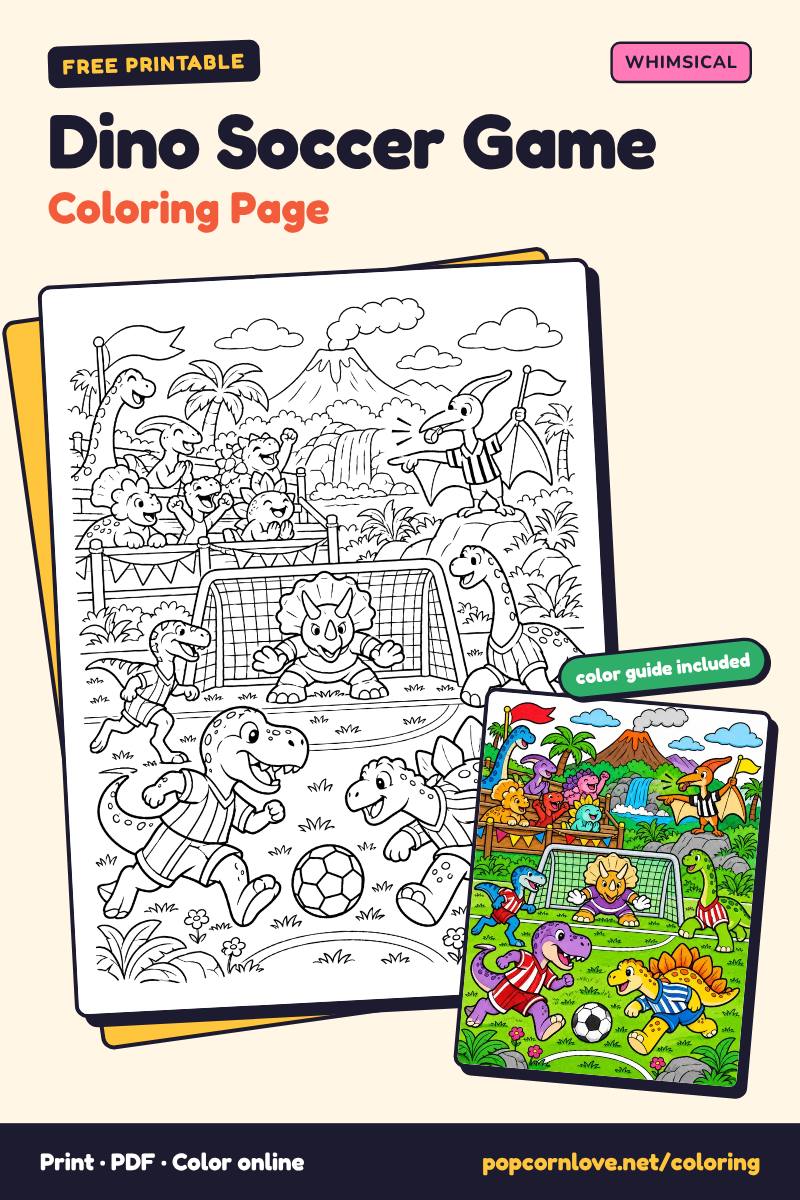 FREE PRINTABLE
WHIMSICAL
Dino Soccer Game
Coloring Page
color guide included
Print · PDF · Color online
popcornlove.net/coloring